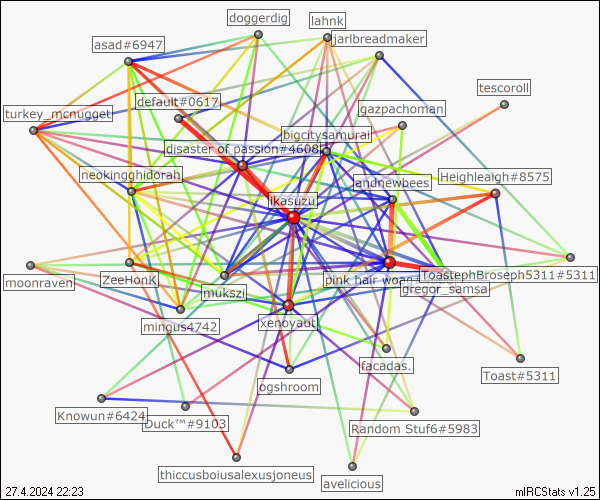 doggerdig
lahnk
asad#6947
jarlbreadmaker
tescoroll
default#0617
turkey_mcnugget
gazpachoman
bigcitysamurai
disaster of passion#4608
neokingghidorah
andnewbees
Heighleaigh#8575
ikasuzu
moonraven
ZeeHonK
mukszi
pink hair
ToastephBroseph5311#5311
gregor_samsa
mingus4742
xenoyaut
facadas.
Toast#5311
ogshroom
Knowun#6424
Duck™#9103
Random Stuf6#5983
thiccusboiusalexusjoneus
avelicious
27.4.2024 22:23
mIRCStats v1.25